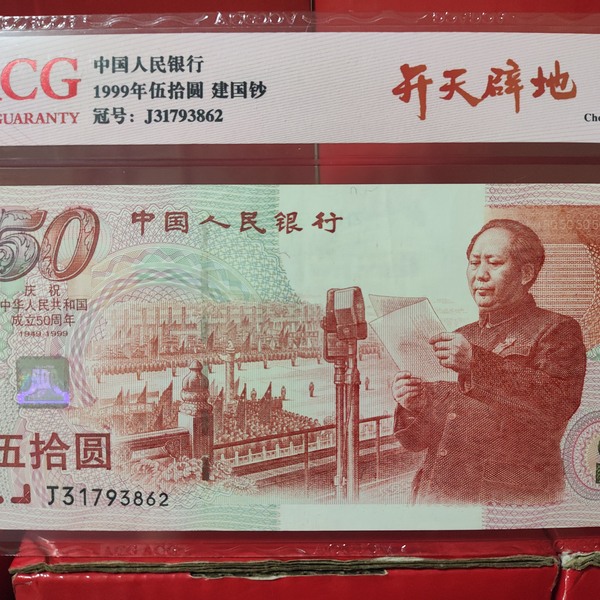 ACG
GUARANTY
中国人民银行
1999年伍拾圆 建国钞
冠号：J31793862
开天辟地
Che
50
中国人民银行
庆祝
中华人民共和国
成立50周年
1949-1999
伍拾圆
J31793862